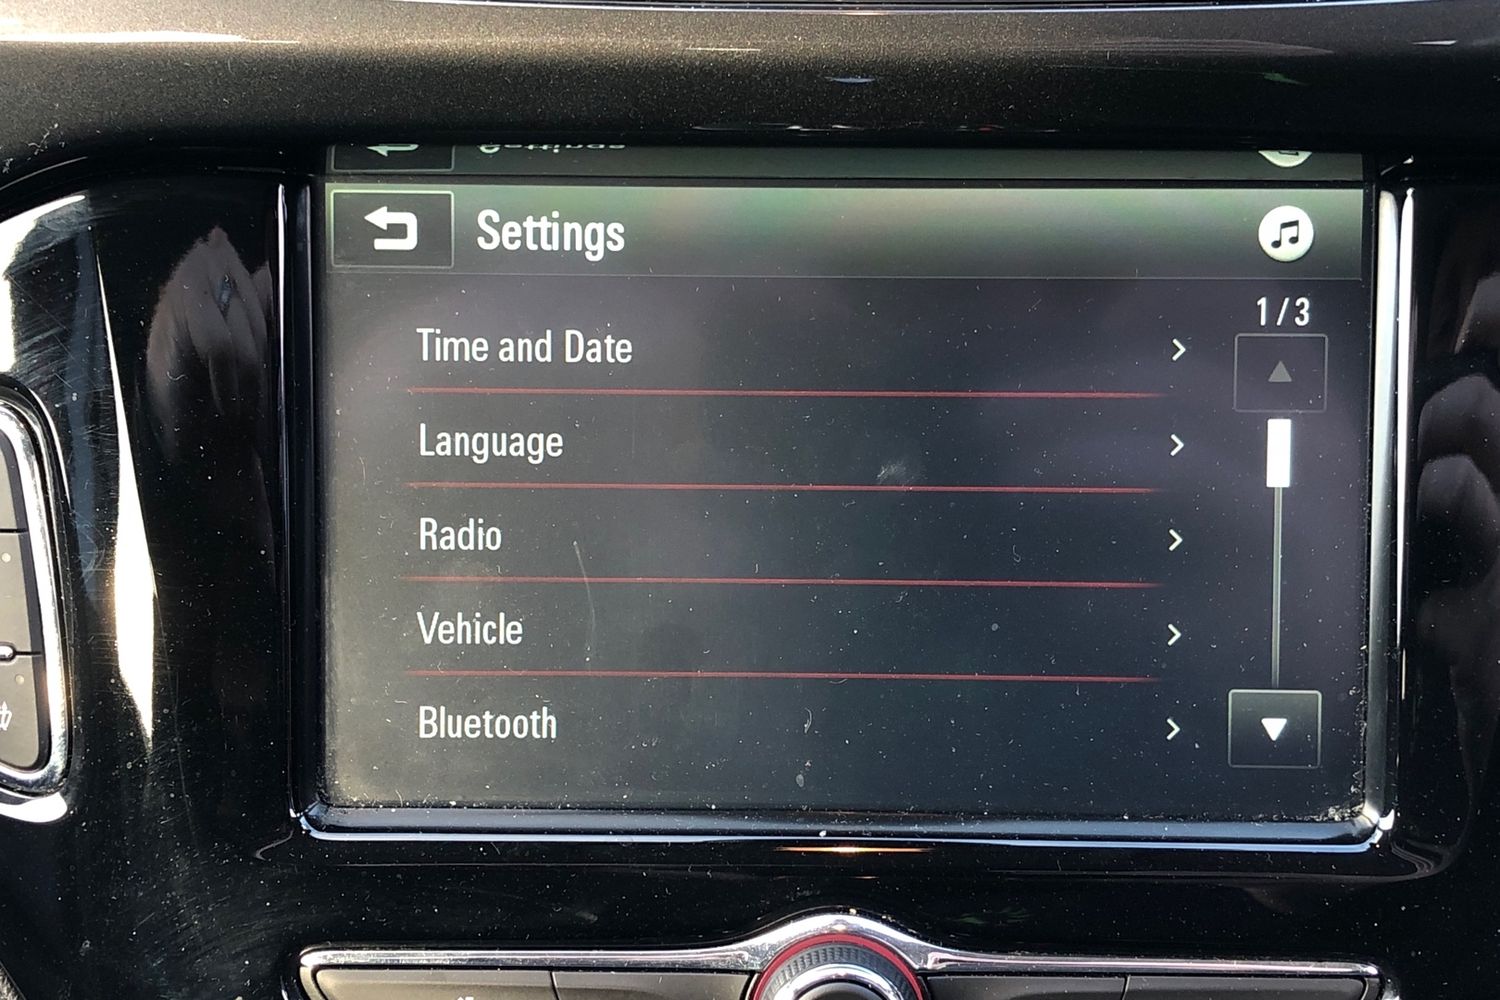 Settings
1/3
Time and Date
Language
Radio
Vehicle
Bluetooth